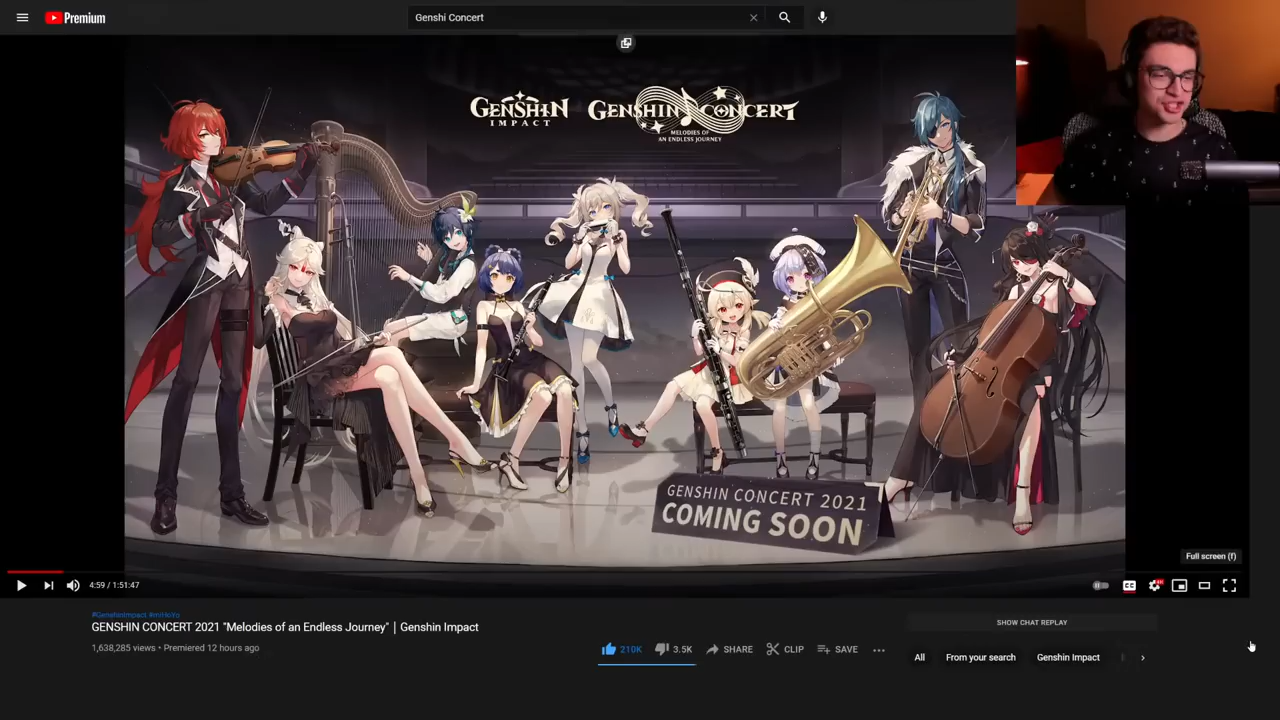 Premium
Genshi Concert
GENSHIN
IMPACT
GENSHIN CONCERT
MELODIES OF
AN ENDLESS JOURNEY
GENSHIN CONCERT 2021
COMING SOON
Full screen (f)
4:59 / 1:51:47
CC
#GenshinImpact #miHoYo
GENSHIN CONCERT 2021 "Melodies of an Endless Journey" | Genshin Impact
1,638,285 views • Premiered 12 hours ago
210K
3.5K
SHARE
CLIP
SAVE
SHOW CHAT REPLAY
All
From your search
Genshin Impact